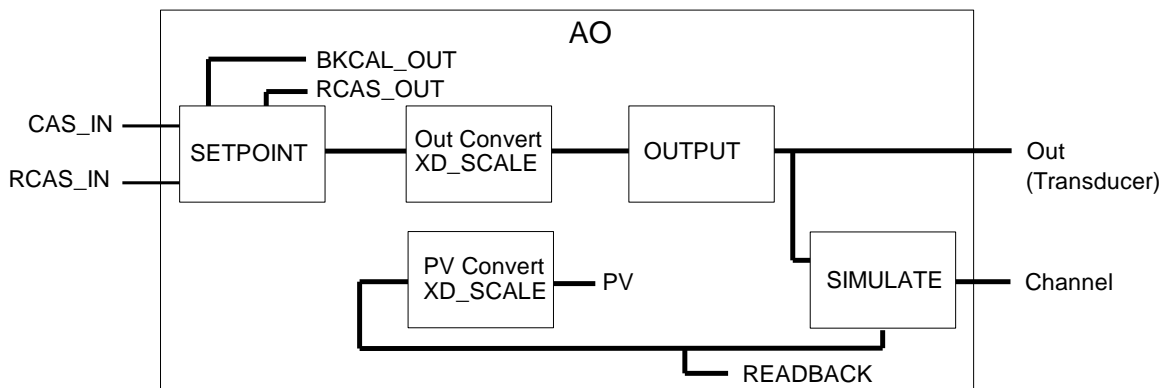 AO
BKCAL_OUT
RCAS_OUT
CAS_IN
RCAS_IN
SETPOINT
Out Convert
XD_SCALE
OUTPUT
Out
(Transducer)
PV Convert
XD_SCALE
PV
SIMULATE
Channel
READBACK